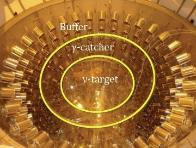 Buffer
γ-catcher
ν-target